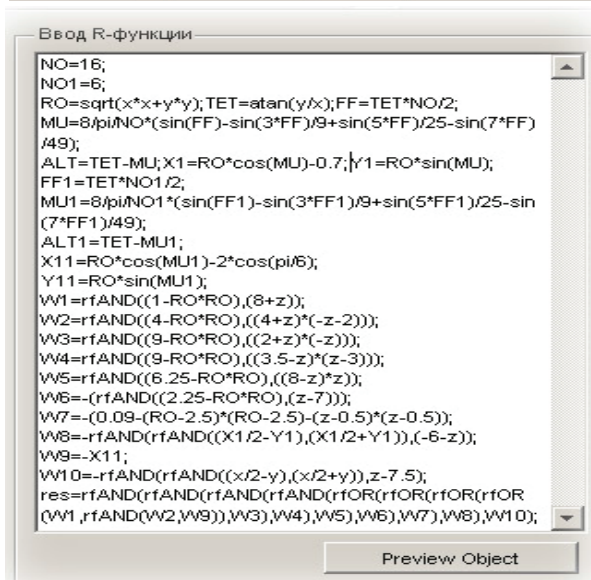 Ввод R-функции
NO=16;
NO1=6;
RO=sqrt(x*x+y*y);TET=atan(y/x);FF=TET*NO/2;
MU=8/pi/NO*(sin(FF)-sin(3*FF)/9+sin(5*FF)/25-sin(7*FF)
/49);
ALT=TET-MU;X1=RO*cos(MU)-0.7;Y1=RO*sin(MU);
FF1=TET*NO1/2;
MU1=8/pi/NO1*(sin(FF1)-sin(3*FF1)/9+sin(5*FF1)/25-sin
(7*FF1)/49);
ALT1=TET-MU1;
X11=RO*cos(MU1)-2*cos(pi/6);
Y11=RO*sin(MU1);
W1=rfAND((1-RO*RO),(8+z));
W2=rfAND((4-RO*RO),((4+z)*(-z-2)));
W3=rfAND((9-RO*RO),((2+z)*(-z)));
W4=rfAND((9-RO*RO),((3.5-z)*(z-3)));
W5=rfAND((6.25-RO*RO),((8-z)*z));
W6=-(rfAND((2.25-RO*RO),(z-7)));
W7=-(0.09-(RO-2.5)*(RO-2.5)-(z-0.5)*(z-0.5));
W8=-rfAND(rfAND((X1/2-Y1),(X1/2+Y1)),(-6-z));
W9=-X11;
W10=-rfAND(rfAND((x/2-y),(x/2+y)),z-7.5);
res=rfAND(rfAND(rfAND(rfAND(rfOR(rfOR(rfOR(rfOR
(W1,rfAND(W2,W9)),W3),W4),W5),W6),W7),W8),W10);
Preview Object